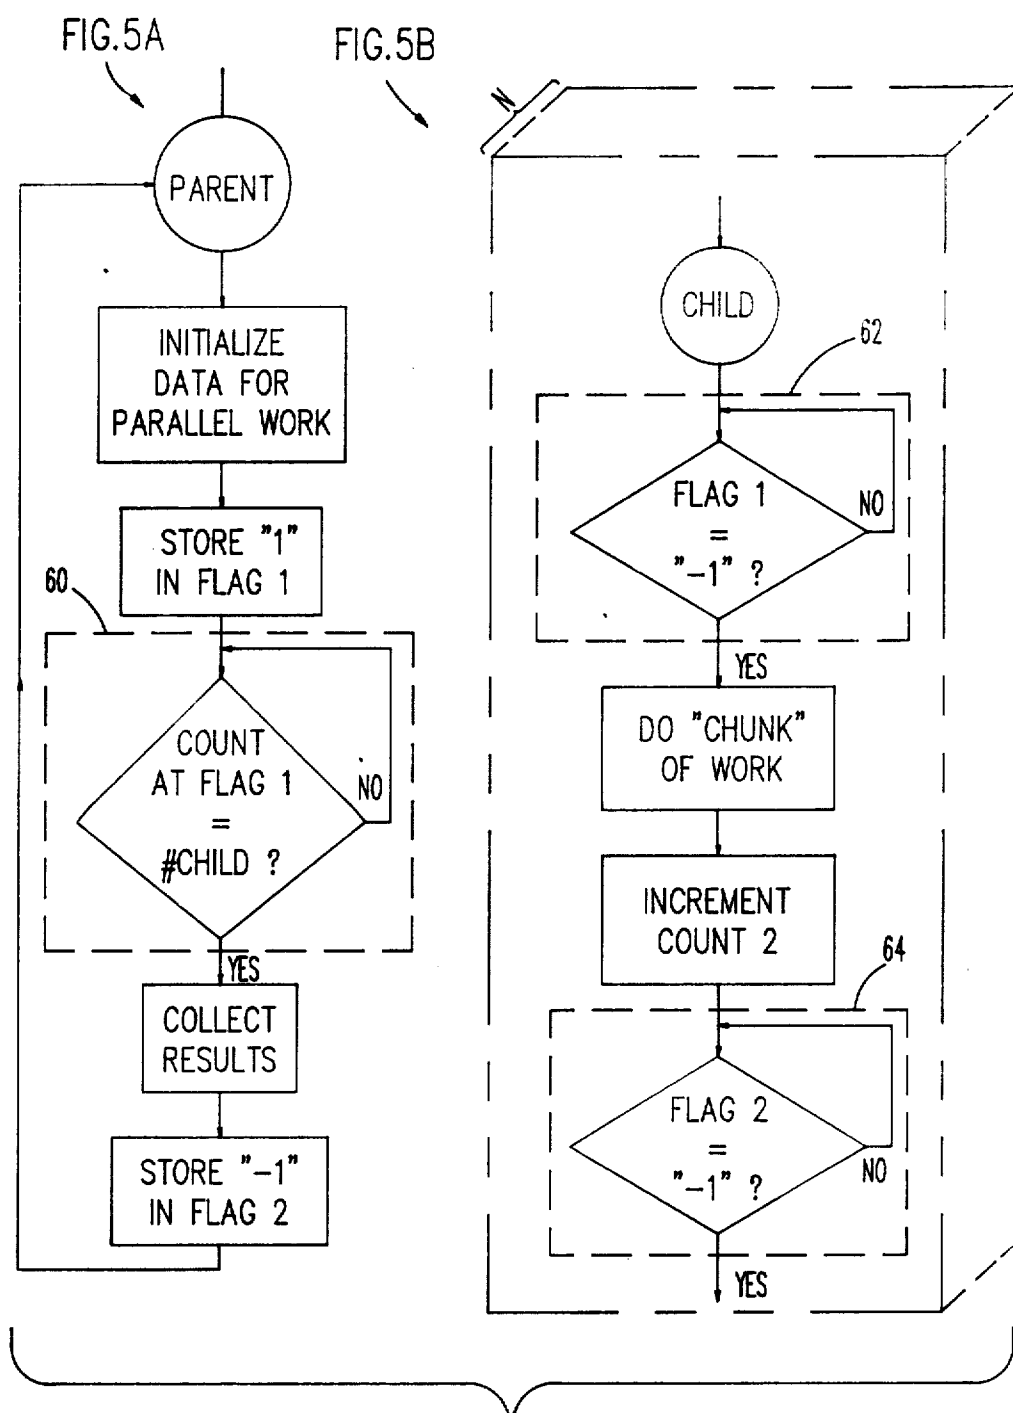 FIG.5A
PARENT
INITIALIZE
DATA FOR
PARALLEL WORK
STORE "1"
IN FLAG 1
60
COUNT
AT FLAG 1
=
#CHILD ?
NO
YES
COLLECT
RESULTS
STORE "-1"
IN FLAG 2
FIG.5B
N
CHILD
62
FLAG 1
=
"-1" ?
NO
YES
DO "CHUNK"
OF WORK
INCREMENT
COUNT 2
64
FLAG 2
=
"-1" ?
NO
YES